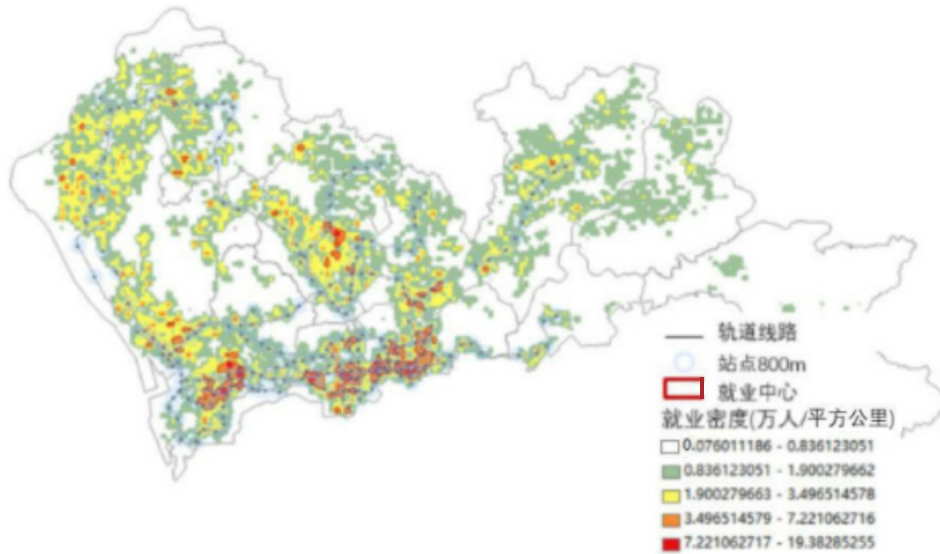 轨道线路
站点800m
就业中心
就业密度(万人/平方公里)
0.076011186 - 0.836123051
0.836123051 - 1.900279662
1.900279663 - 3.496514578
3.496514579 - 7.221062716
7.221062717 - 19.38285255